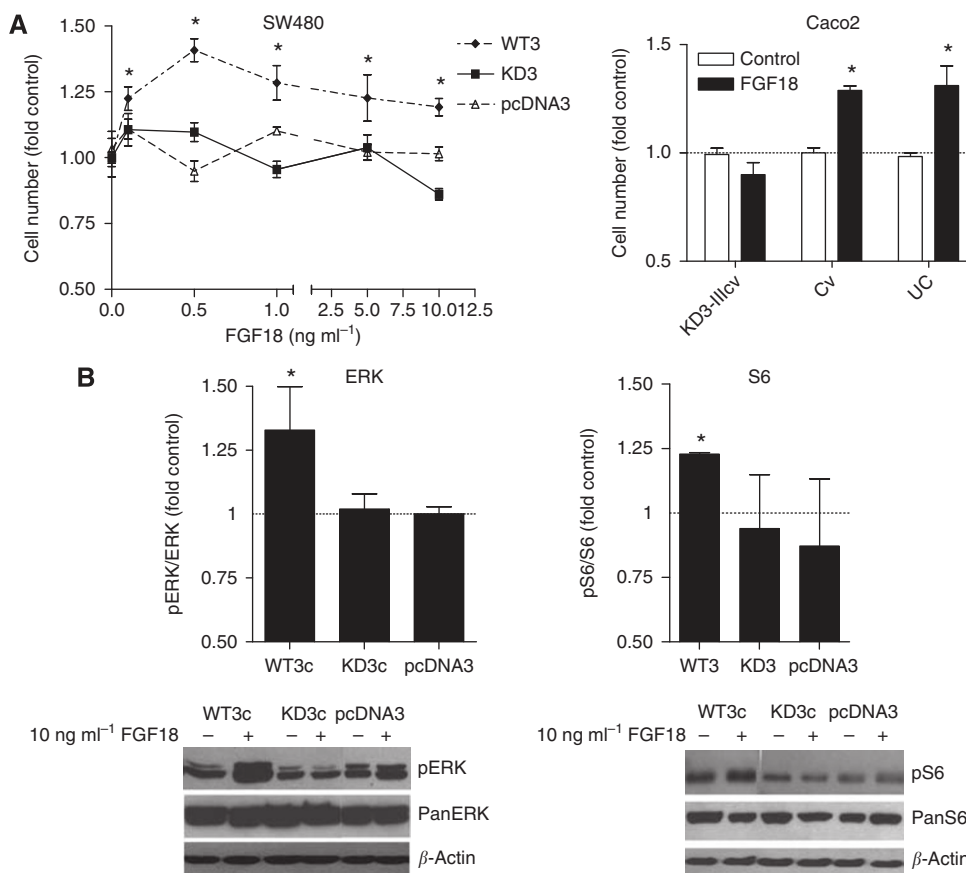 A
SW480
1.50
1.25
1.00
0.75
0.50
Cell number (fold control)
* * * * *
0.0 0.5 1.0 2.5 5.0 7.5 10.0 12.5
FGF18 (ng ml⁻¹)
WT3
KD3
pcDNA3
Caco2
1.5
1.0
0.5
Cell number (fold control)
Control
FGF18
* *
KD3-IIIcv
Cv
UC
B
ERK
1.50
1.25
1
0.75
0.50
pERK/ERK (fold control)
*
WT3c KD3c pcDNA3
S6
1.50
1.25
1
0.75
0.50
pS6/S6 (fold control)
*
WT3 KD3 pcDNA3
WT3c KD3c pcDNA3
10 ng ml⁻¹ FGF18 − + − + − +
pERK
PanERK
β-Actin
WT3c KD3c pcDNA3
10 ng ml⁻¹ FGF18 − + − + − +
pS6
PanS6
β-Actin